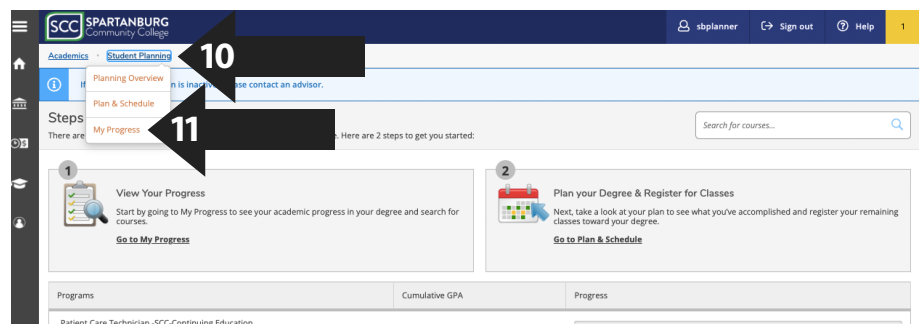 SCC SPARTANBURG
Community College
sbplanner
Sign out
Help
1
Academics · Student Planning
10
Planning Overview
Plan & Schedule
My Progress
11
n is inac
se contact an advisor.
Steps
There are
. Here are 2 steps to get you started:
Search for courses...
1
View Your Progress
Start by going to My Progress to see your academic progress in your degree and search for
courses.
Go to My Progress
2
Plan your Degree & Register for Classes
Next, take a look at your plan to see what you've accomplished and register your remaining
classes toward your degree.
Go to Plan & Schedule
Programs
Cumulative GPA
Progress
Patient Care Technician -SCC-Continuing Education